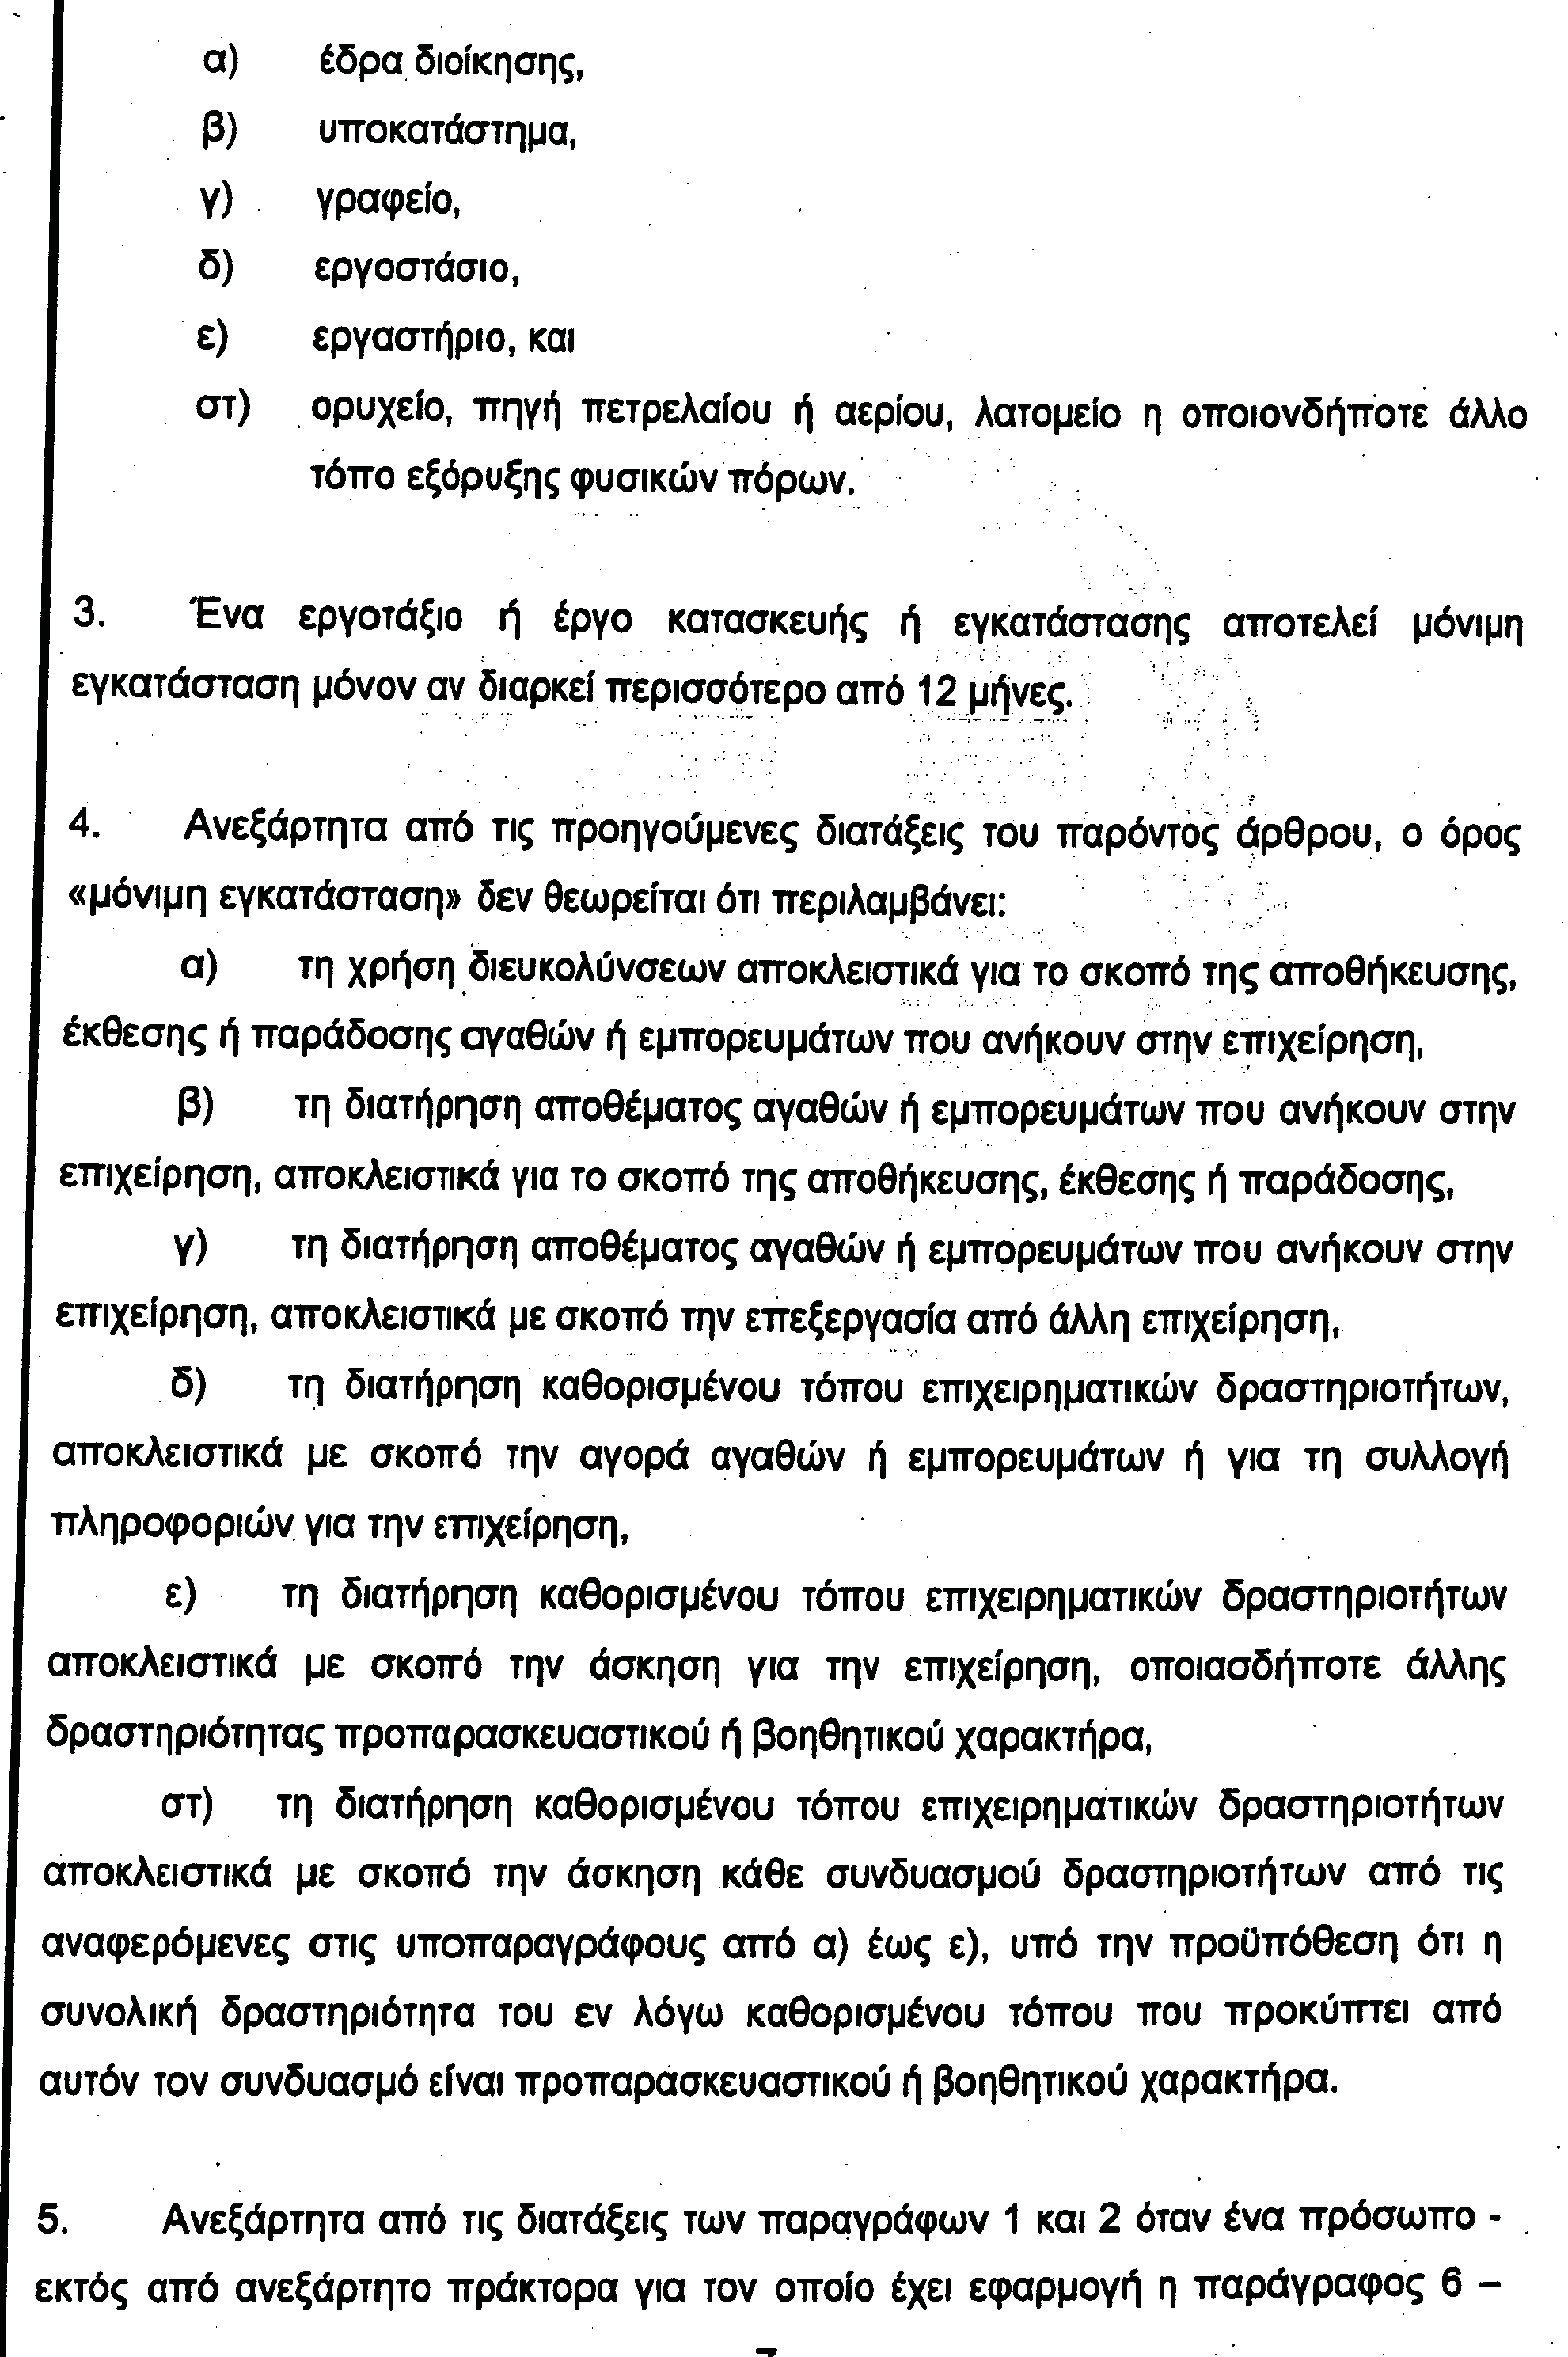 α) έδρα διοίκησης,
β) υποκατάστημα,
γ) γραφείο,
δ) εργοστάσιο,
ε) εργαστήριο, και
στ) ορυχείο, πηγή πετρελαίου ή αερίου, λατομείο η οποιονδήποτε άλλο
τόπο εξόρυξης φυσικών πόρων.
3. Ένα εργοτάξιο ή έργο κατασκευής ή εγκατάστασης αποτελεί μόνιμη
εγκατάσταση μόνον αν διαρκεί περισσότερο από 12 μήνες.
4. Ανεξάρτητα από τις προηγούμενες διατάξεις του παρόντος άρθρου, ο όρος
«μόνιμη εγκατάσταση» δεν θεωρείται ότι περιλαμβάνει:
α) τη χρήση διευκολύνσεων αποκλειστικά για το σκοπό της αποθήκευσης,
έκθεσης ή παράδοσης αγαθών ή εμπορευμάτων που ανήκουν στην επιχείρηση,
β) τη διατήρηση αποθέματος αγαθών ή εμπορευμάτων που ανήκουν στην
επιχείρηση, αποκλειστικά για το σκοπό της αποθήκευσης, έκθεσης ή παράδοσης,
γ) τη διατήρηση αποθέματος αγαθών ή εμπορευμάτων που ανήκουν στην
επιχείρηση, αποκλειστικά με σκοπό την επεξεργασία από άλλη επιχείρηση,
δ) τη διατήρηση καθορισμένου τόπου επιχειρηματικών δραστηριοτήτων,
αποκλειστικά με σκοπό την αγορά αγαθών ή εμπορευμάτων ή για τη συλλογή
πληροφοριών για την επιχείρηση,
ε) τη διατήρηση καθορισμένου τόπου επιχειρηματικών δραστηριοτήτων
αποκλειστικά με σκοπό την άσκηση για την επιχείρηση, οποιασδήποτε άλλης
δραστηριότητας προπαρασκευαστικού ή βοηθητικού χαρακτήρα,
στ) τη διατήρηση καθορισμένου τόπου επιχειρηματικών δραστηριοτήτων
αποκλειστικά με σκοπό την άσκηση κάθε συνδυασμού δραστηριοτήτων από τις
αναφερόμενες στις υποπαραγράφους από α) έως ε), υπό την προϋπόθεση ότι η
συνολική δραστηριότητα του εν λόγω καθορισμένου τόπου που προκύπτει από
αυτόν τον συνδυασμό είναι προπαρασκευαστικού ή βοηθητικού χαρακτήρα.
5. Ανεξάρτητα από τις διατάξεις των παραγράφων 1 και 2 όταν ένα πρόσωπο -
εκτός από ανεξάρτητο πράκτορα για τον οποίο έχει εφαρμογή η παράγραφος 6 –